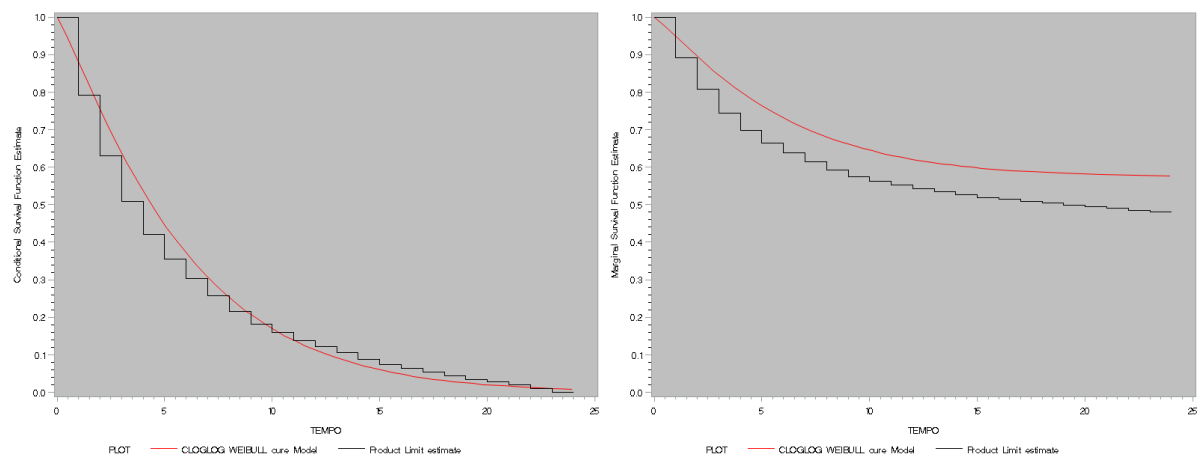 Conditional Survival Function Estimate
1.0
0.9
0.8
0.7
0.6
0.5
0.4
0.3
0.2
0.1
0.0
0 5 10 15 20 25
TEMPO
PLOT CLOGLOG WEIBULL cure Model Product Limit estimate
Marginal Survival Function Estimate
1.0
0.9
0.8
0.7
0.6
0.5
0.4
0.3
0.2
0.1
0.0
0 5 10 15 20 25
TEMPO
PLOT CLOGLOG WEIBULL cure Model Product Limit estimate